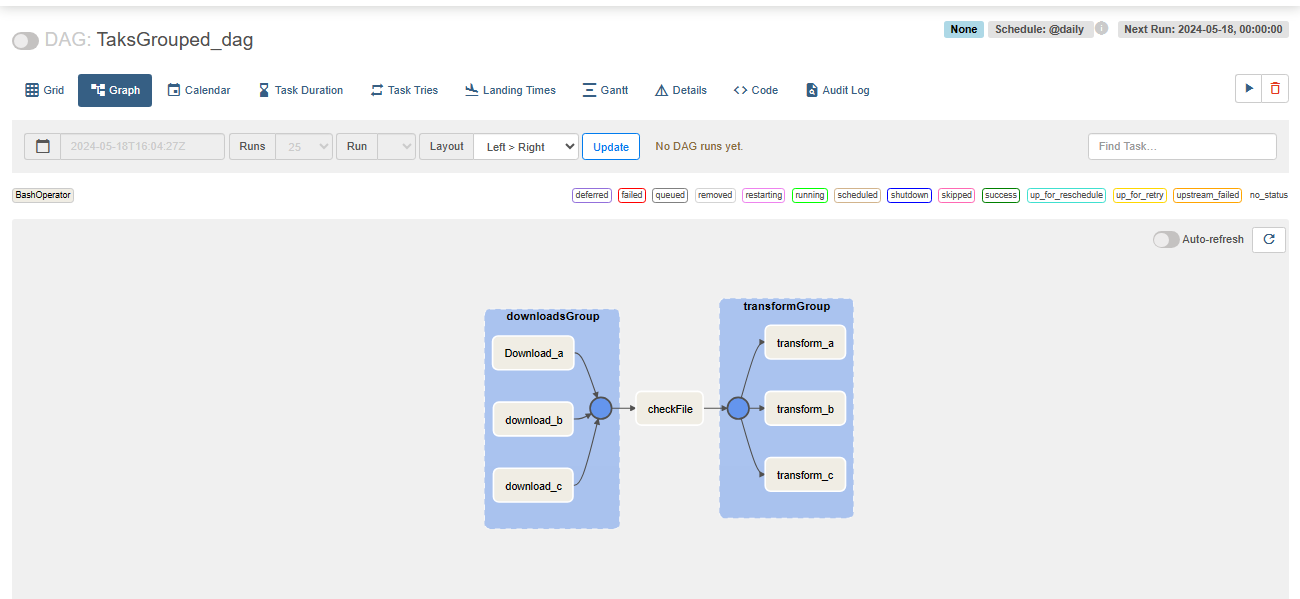 DAG: TaksGrouped_dag
None Schedule: @daily i Next Run: 2024-05-18, 00:00:00
Grid Graph Calendar Task Duration Task Tries Landing Times Gantt Details Code Audit Log
2024-05-18T16:04:27Z Runs 25 Run Layout Left > Right Update No DAG runs yet. Find Task...
BashOperator deferred failed queued removed restarting running scheduled shutdown skipped success up_for_reschedule up_for_retry upstream_failed no_status
Auto-refresh
downloadsGroup
Download_a
download_b
download_c
checkFile
transformGroup
transform_a
transform_b
transform_c